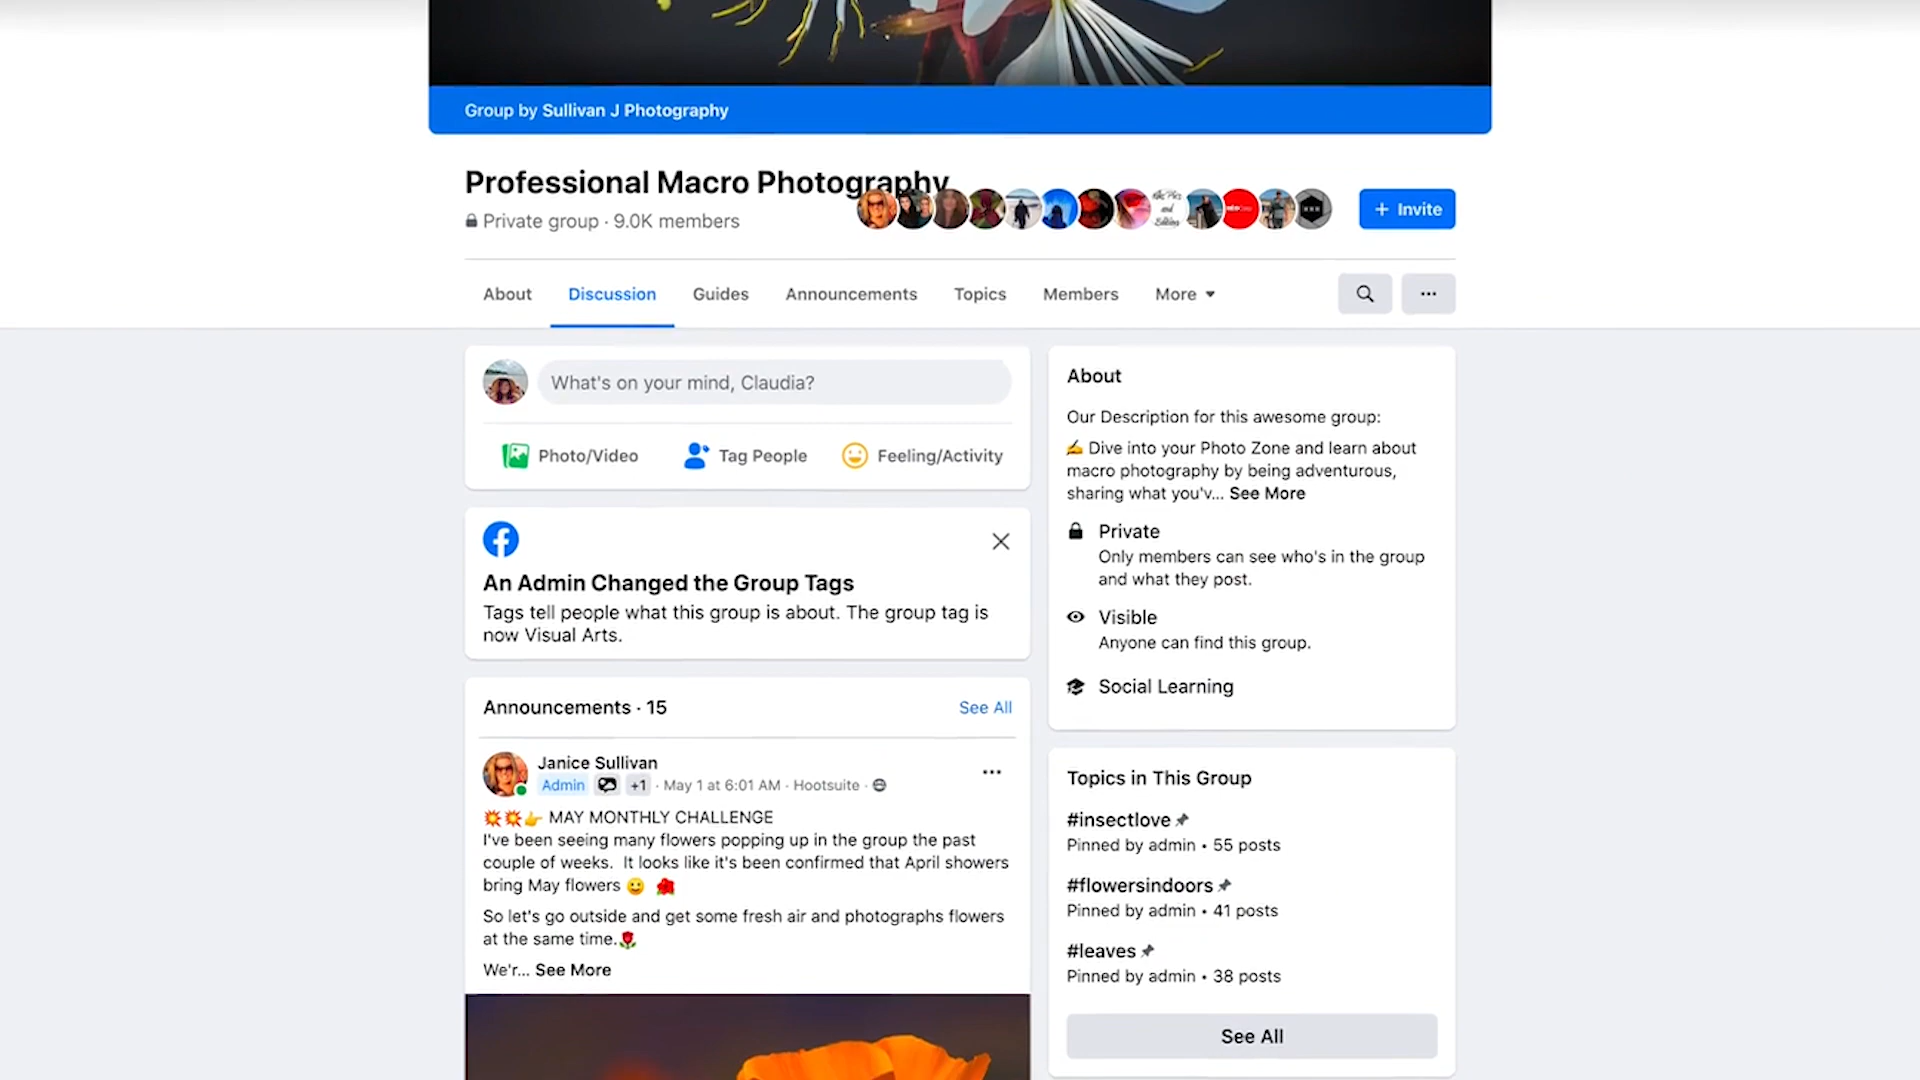 Group by Sullivan J Photography
Professional Macro Photography
Private group · 9.0K members
+ Invite
About
Discussion
Guides
Announcements
Topics
Members
More
What's on your mind, Claudia?
Photo/Video
Tag People
Feeling/Activity
An Admin Changed the Group Tags
Tags tell people what this group is about. The group tag is
now Visual Arts.
Announcements · 15
See All
Janice Sullivan
Admin +1 · May 1 at 6:01 AM · Hootsuite ·
💥💥👉 MAY MONTHLY CHALLENGE
I've been seeing many flowers popping up in the group the past
couple of weeks. It looks like it's been confirmed that April showers
bring May flowers 😀 🌹
So let's go outside and get some fresh air and photographs flowers
at the same time.🌹
We'r... See More
About
Our Description for this awesome group:
✍️ Dive into your Photo Zone and learn about
macro photography by being adventurous,
sharing what you'v... See More
Private
Only members can see who's in the group
and what they post.
Visible
Anyone can find this group.
Social Learning
Topics in This Group
#insectlove
Pinned by admin • 55 posts
#flowersindoors
Pinned by admin • 41 posts
#leaves
Pinned by admin • 38 posts
See All